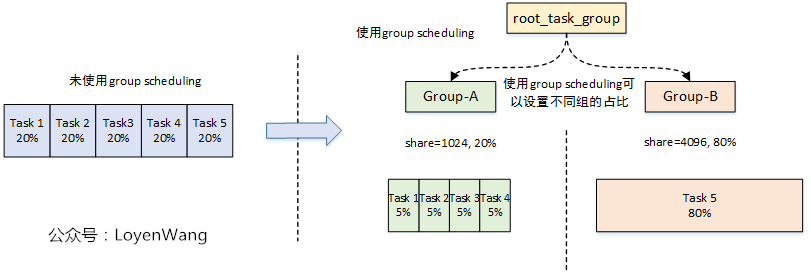 未使用group scheduling
Task 1
20%
Task 2
20%
Task3
20%
Task 4
20%
Task 5
20%
公众号：LoyenWang
使用group scheduling
root_task_group
使用group scheduling可
以设置不同组的占比
Group-A
Group-B
share=1024, 20%
share=4096, 80%
Task 1
5%
Task 2
5%
Task 3
5%
Task 4
5%
Task 5
80%